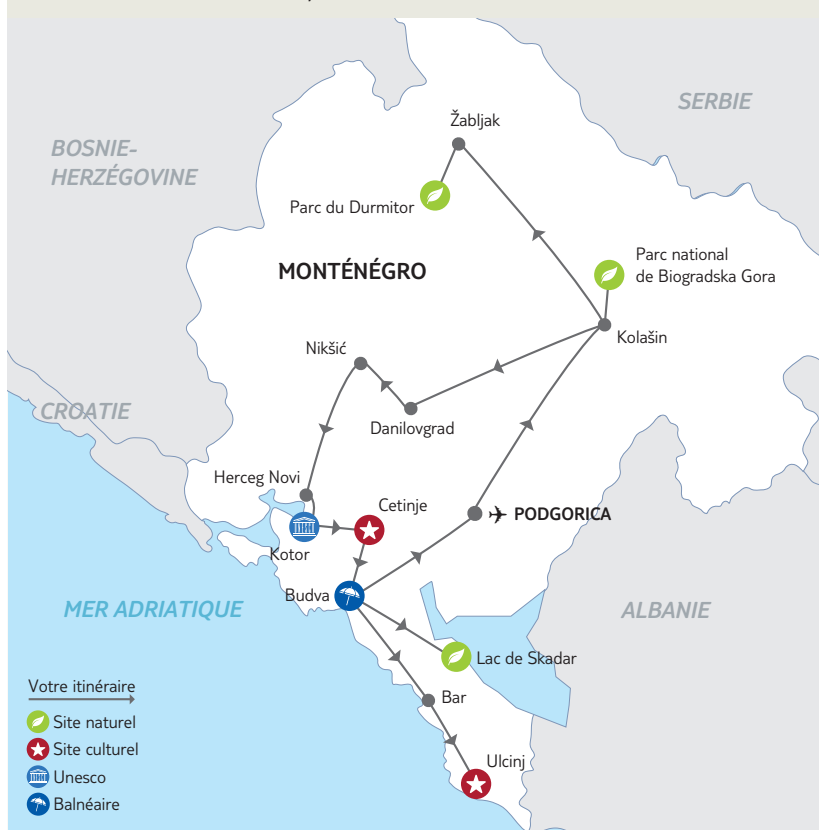 SERBIE
Žabljak
BOSNIE-
HERZÉGOVINE
Parc du Durmitor
Parc national
de Biogradska Gora
MONTÉNÉGRO
Kolašin
Nikšić
CROATIE
Danilovgrad
Herceg Novi
Cetinje
PODGORICA
Kotor
Budva
MER ADRIATIQUE
ALBANIE
Lac de Skadar
Votre itinéraire
Bar
Site naturel
Site culturel
Ulcinj
Unesco
Balnéaire